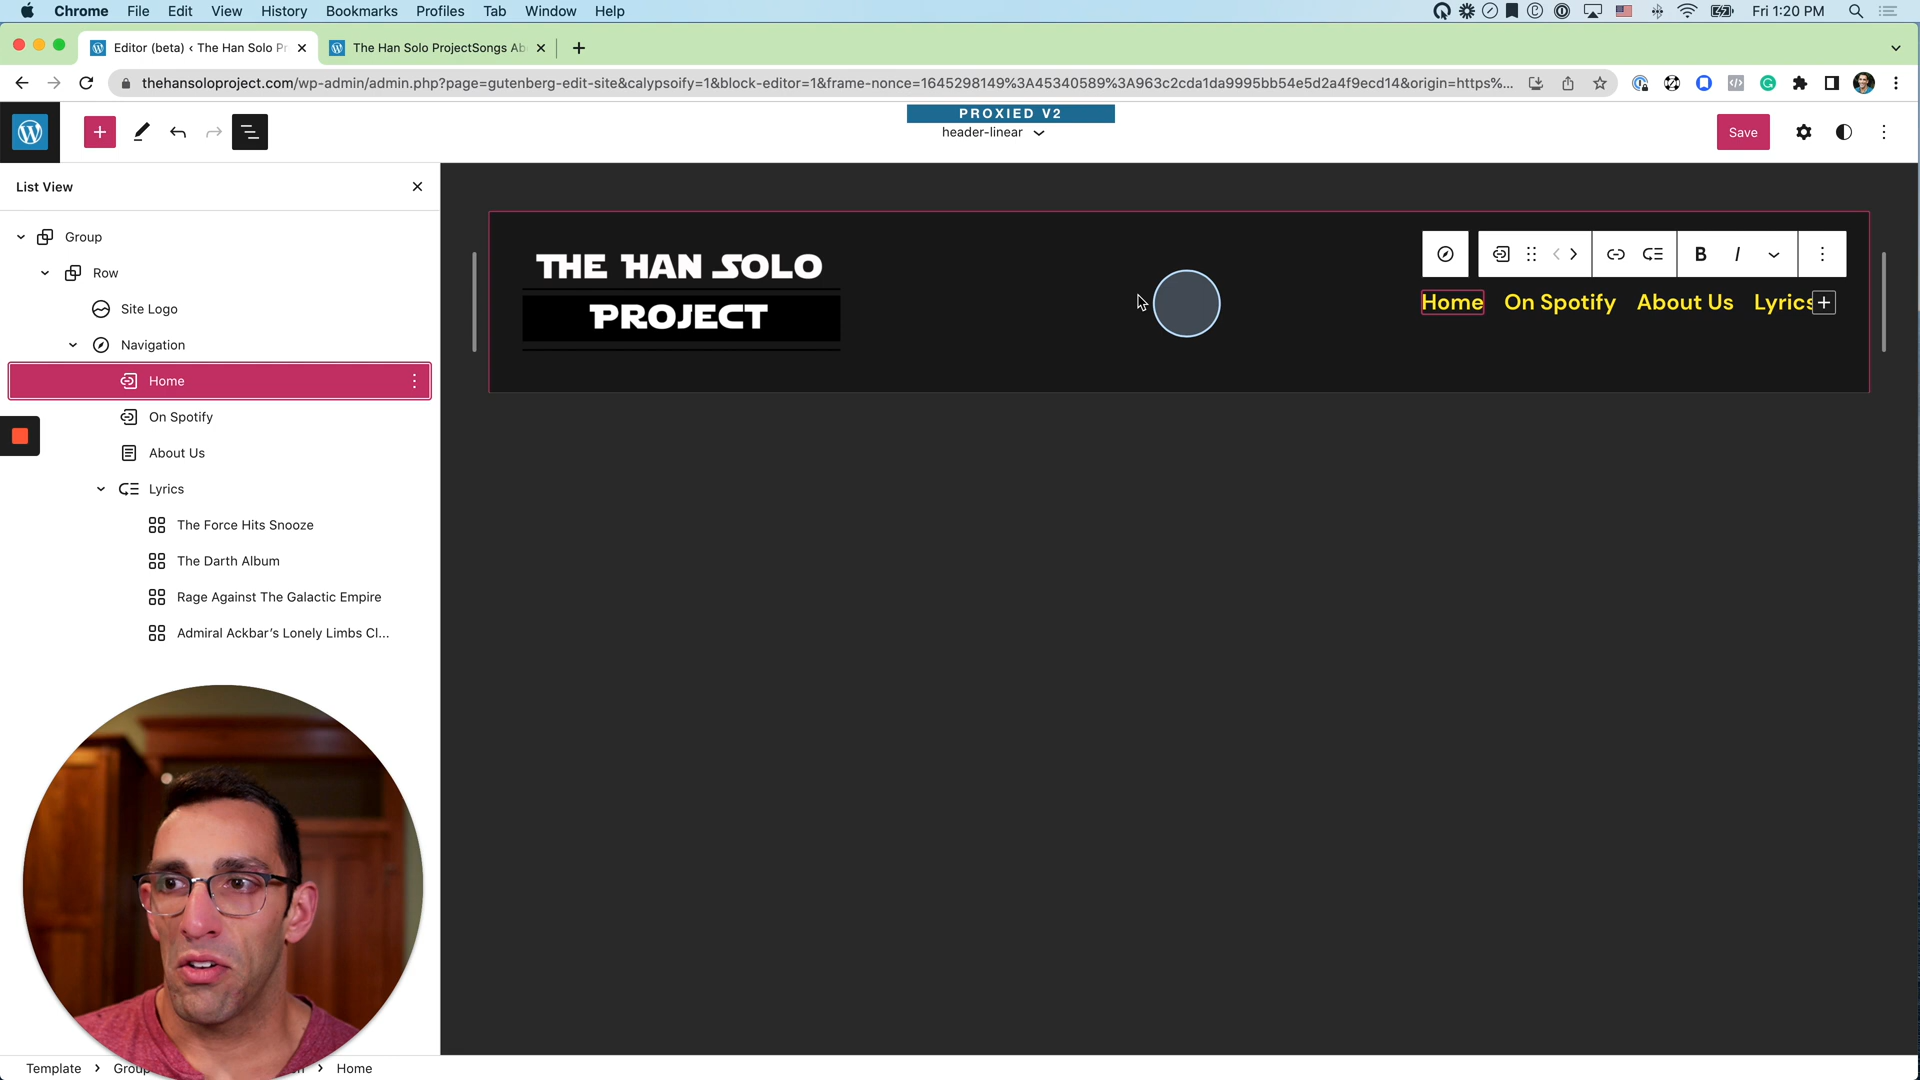 Chrome File Edit View History Bookmarks Profiles Tab Window Help
Fri 1:20 PM
Editor (beta) ‹ The Han Solo Pr
The Han Solo ProjectSongs Ab
thehansoloproject.com/wp-admin/admin.php?page=gutenberg-edit-site&calypsoify=1&block-editor=1&frame-nonce=1645298149%3A45340589%3A963c2cda1da9995bb54e5d2a4f9ecd14&origin=https%...
PROXIED V2
header-linear
Save
List View
Group
Row
Site Logo
Navigation
Home
On Spotify
About Us
Lyrics
The Force Hits Snooze
The Darth Album
Rage Against The Galactic Empire
Admiral Ackbar's Lonely Limbs Cl...
THE HAN SOLO
PROJECT
B I
Home On Spotify About Us Lyrics
Template > Group > Home